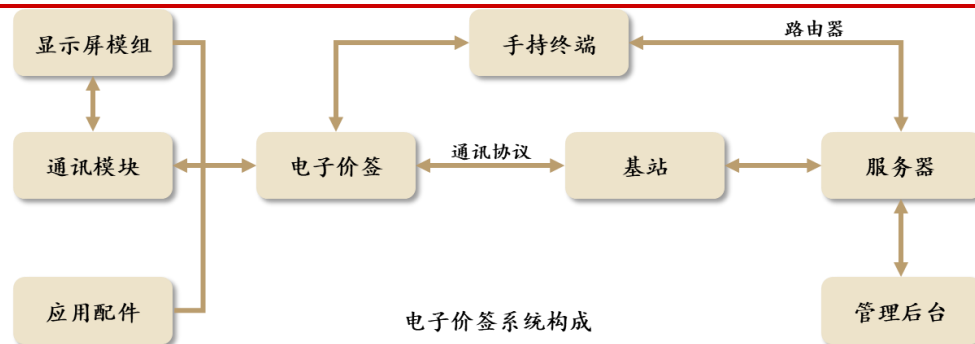 显示屏模组
手持终端
路由器
通讯模块
电子价签
通讯协议
基站
服务器
应用配件
电子价签系统构成
管理后台